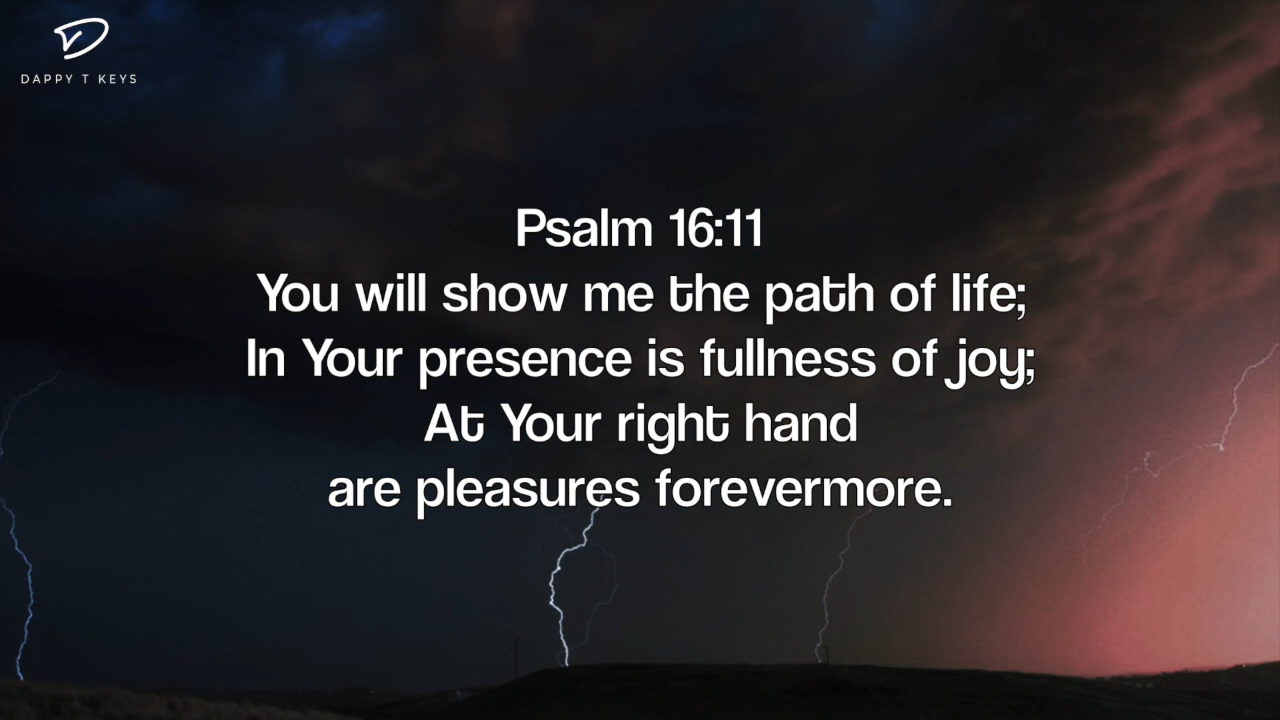 DAPPY T KEYS
Psalm 16:11
You will show me the path of life;
In Your presence is fullness of joy;
At Your right hand
are pleasures forevermore.